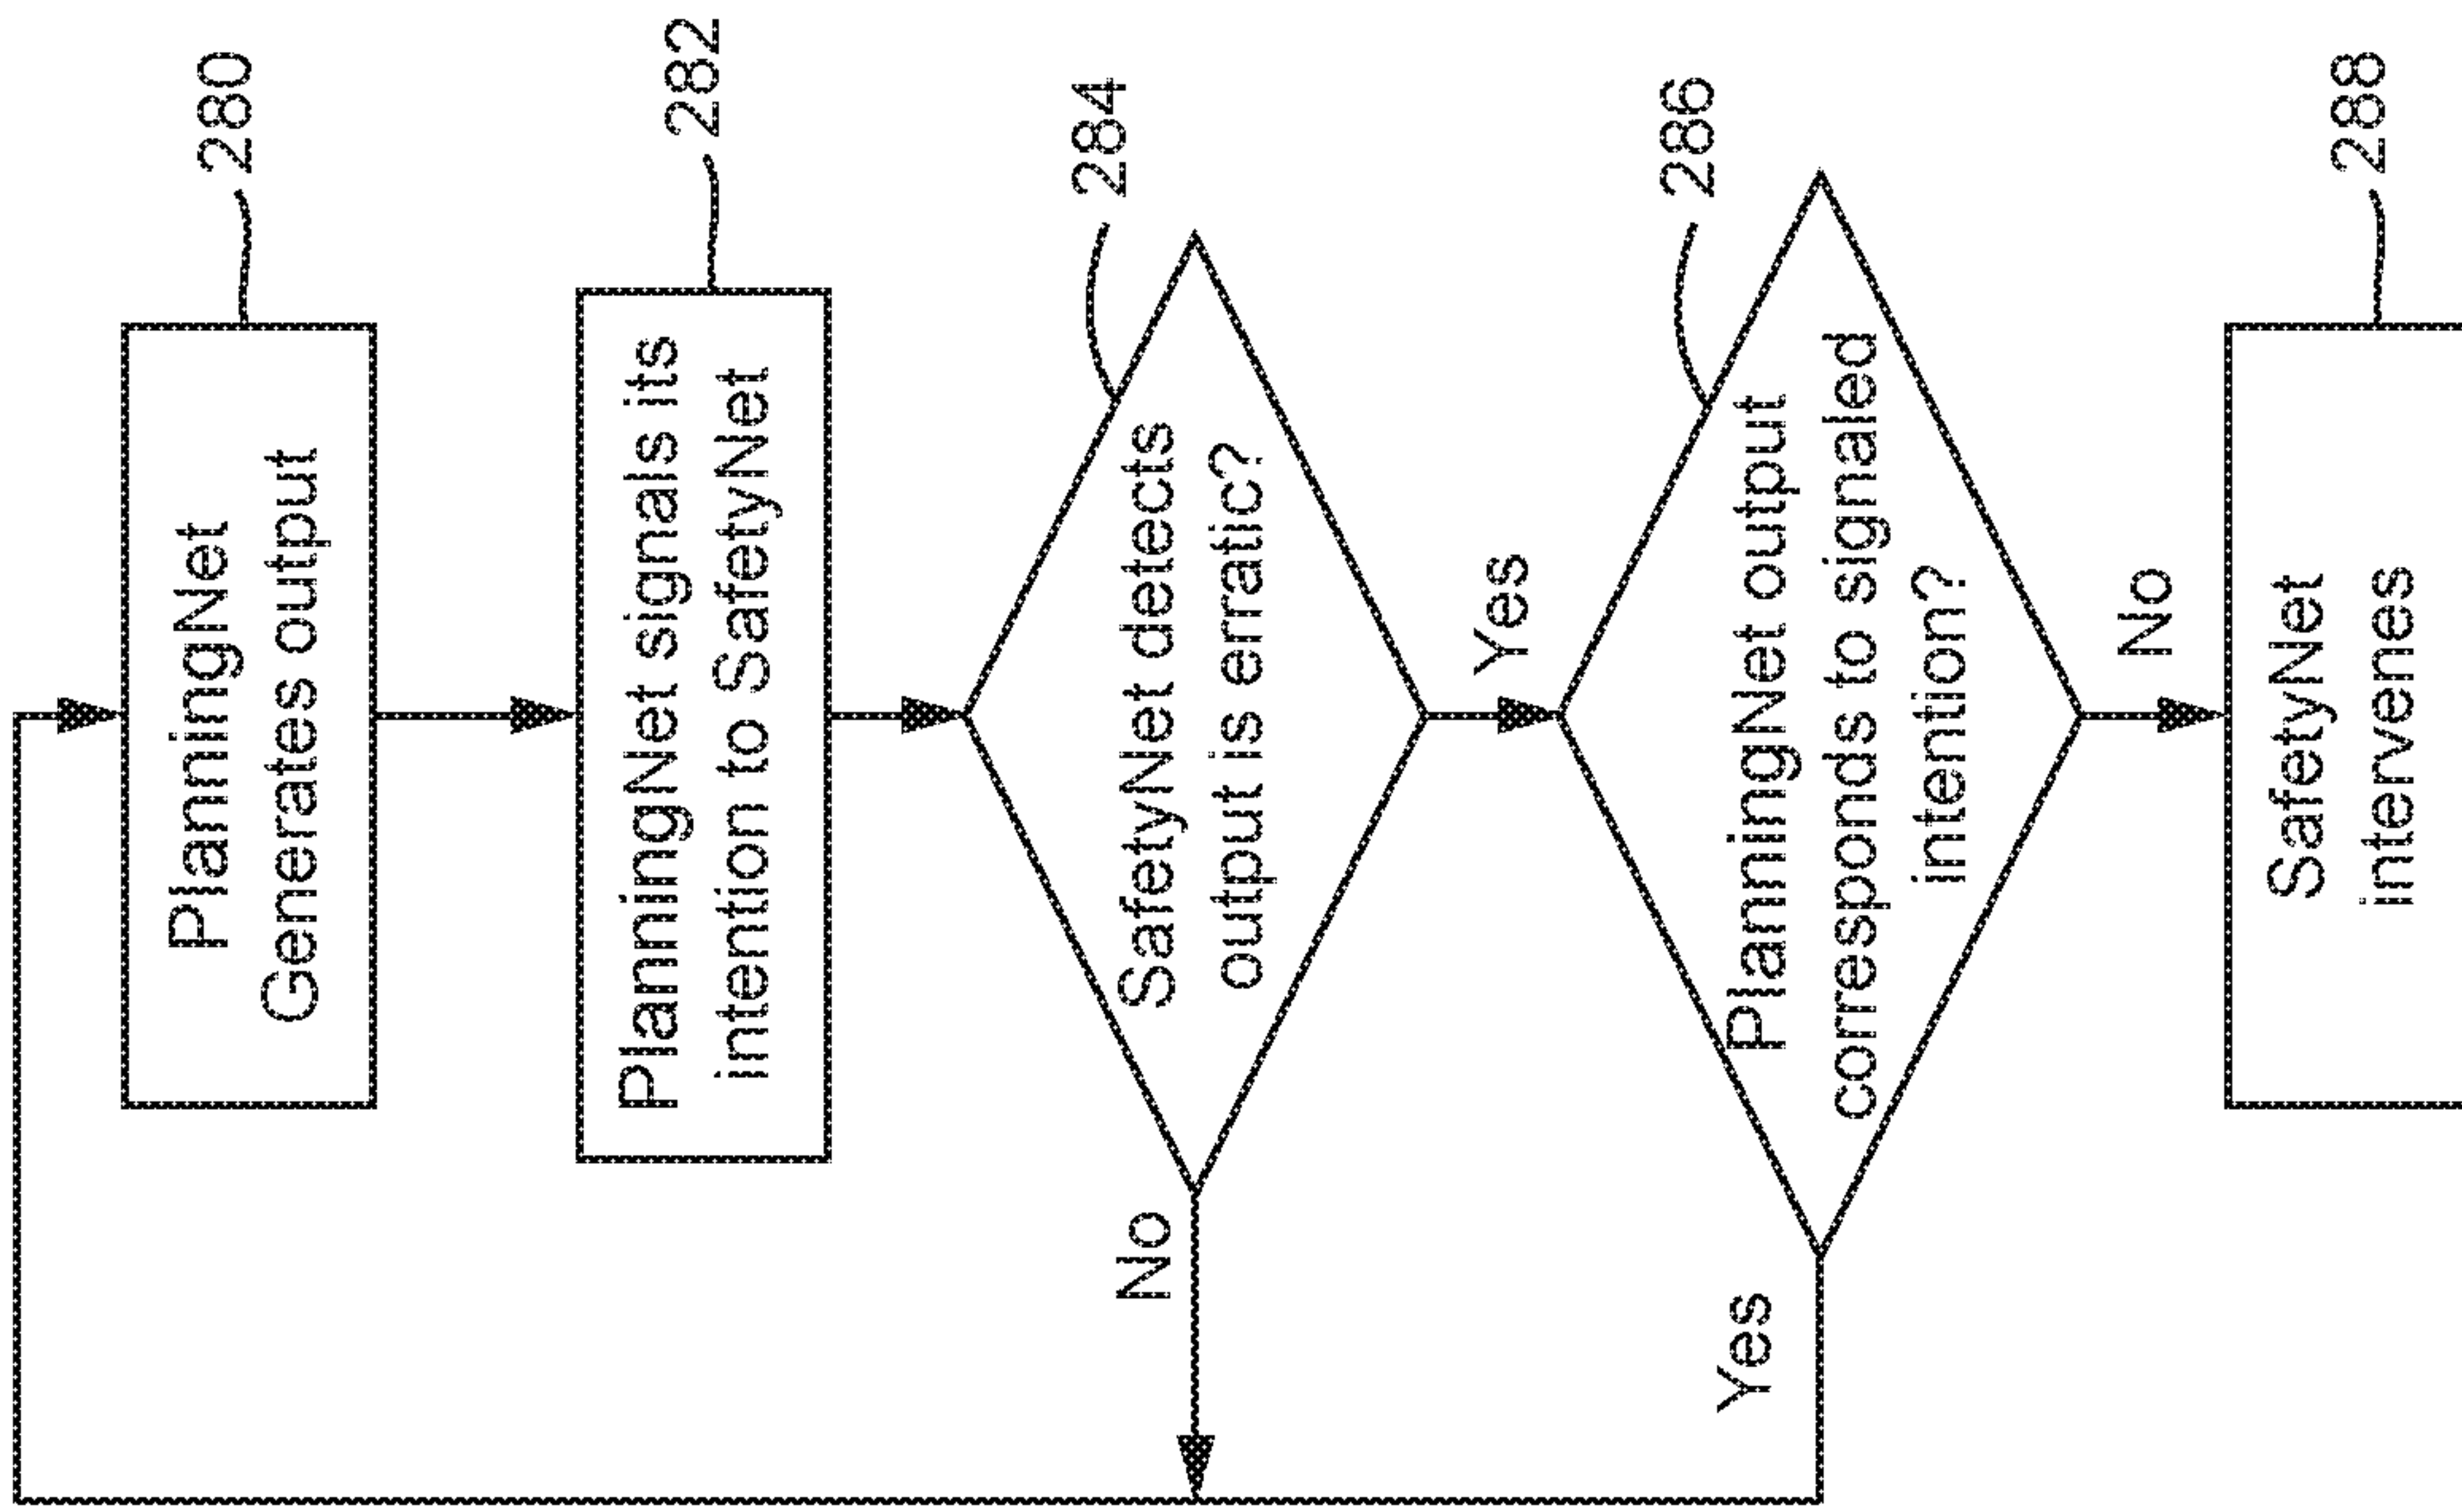 PlanningNet
Generates output
280
PlanningNet signals its
intention to SafetyNet
282
SafetyNet detects
output is erratic?
284
No
Yes
PlanningNet output
corresponds to signaled
intention?
286
Yes
No
SafetyNet
intervenes
288